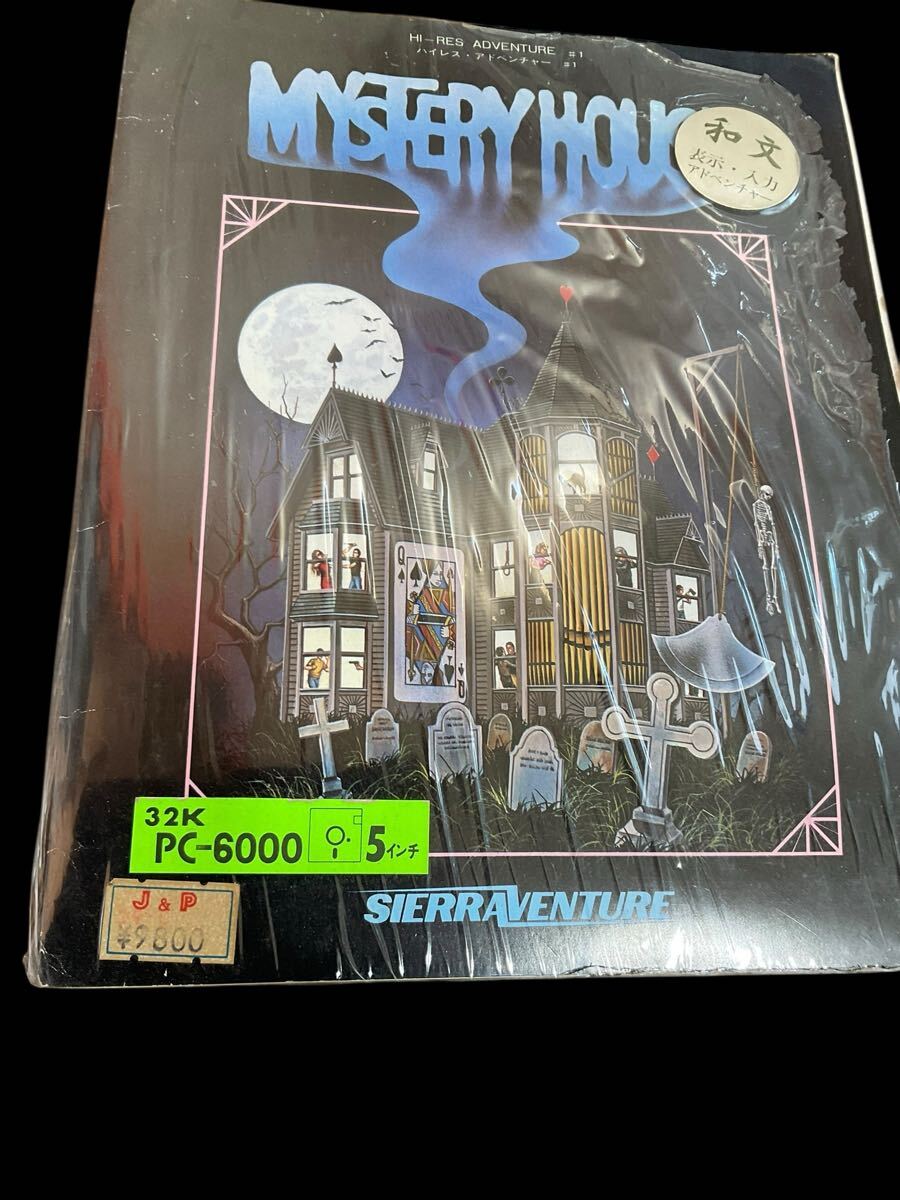 HI-RES ADVENTURE #1
ハイレス・アドベンチャー #1
MYSTERY HOUS
和文
表示・入力
アドベンチャー
Q
Q
32K
PC-6000 5インチ
J & P
¥9800
SIERRAVENTURE